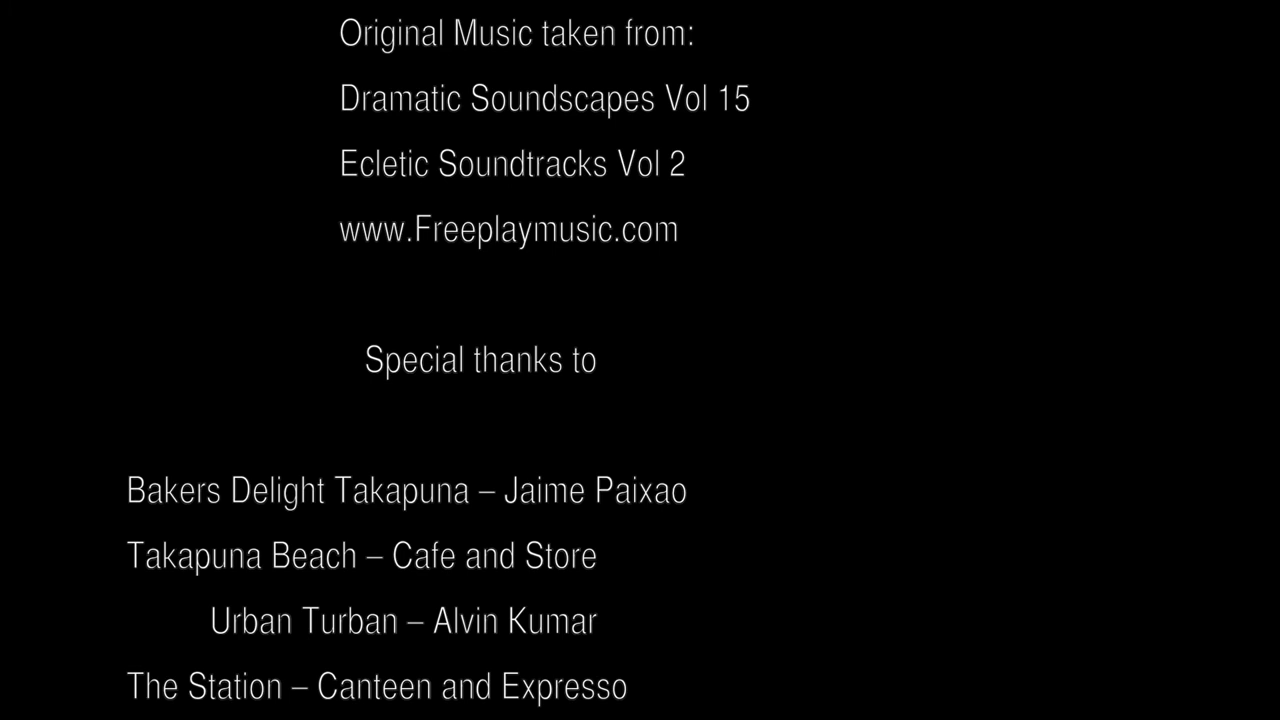 Original Music taken from:
Dramatic Soundscapes Vol 15
Ecletic Soundtracks Vol 2
www.Freeplaymusic.com
Special thanks to
Bakers Delight Takapuna – Jaime Paixao
Takapuna Beach – Cafe and Store
Urban Turban – Alvin Kumar
The Station – Canteen and Expresso